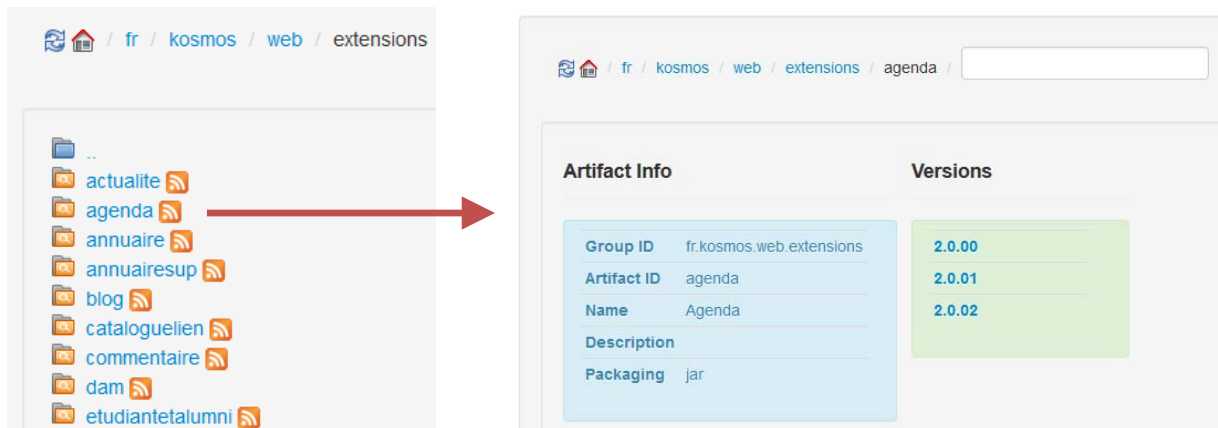 / fr / kosmos / web / extensions
..
actualite
agenda
annuaire
annuairesup
blog
cataloguelien
commentaire
dam
etudiantetalumni
/ fr / kosmos / web / extensions / agenda /
Artifact Info
Group ID fr.kosmos.web.extensions
Artifact ID agenda
Name Agenda
Description
Packaging jar
Versions
2.0.00
2.0.01
2.0.02